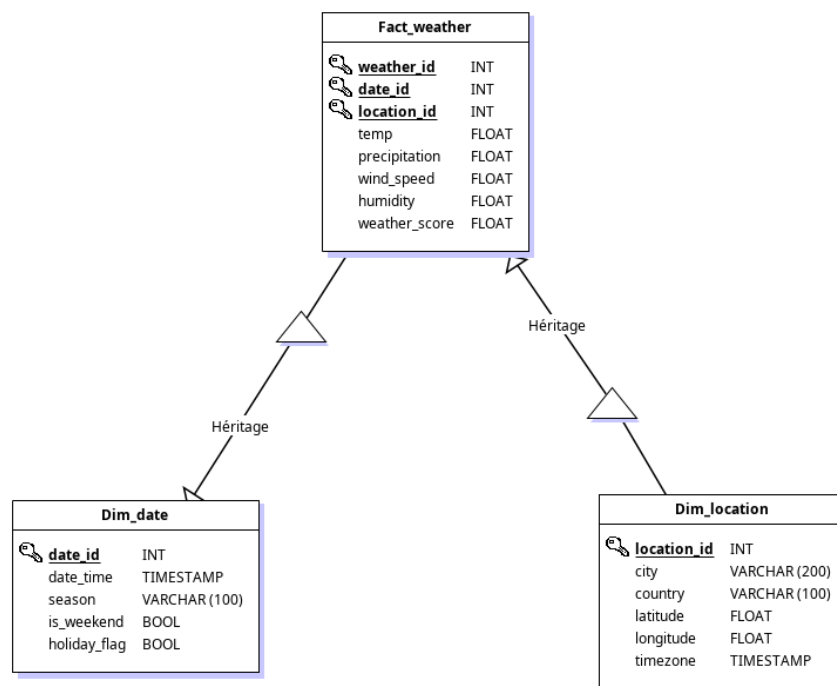 Fact_weather
weather_id INT
date_id INT
location_id INT
temp FLOAT
precipitation FLOAT
wind_speed FLOAT
humidity FLOAT
weather_score FLOAT
Héritage
Héritage
Dim_date
date_id INT
date_time TIMESTAMP
season VARCHAR (100)
is_weekend BOOL
holiday_flag BOOL
Dim_location
location_id INT
city VARCHAR (200)
country VARCHAR (100)
latitude FLOAT
longitude FLOAT
timezone TIMESTAMP